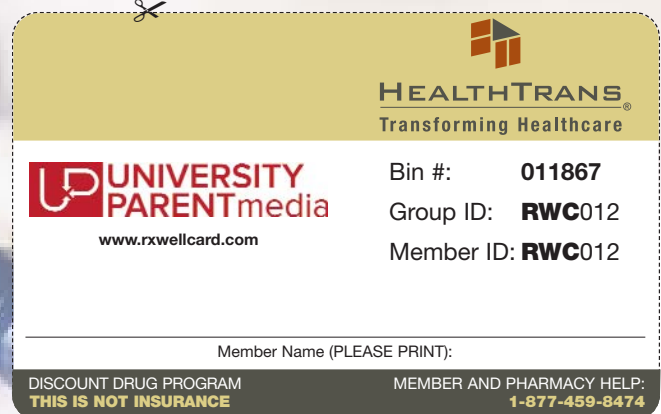 HEALTHTRANS®
Transforming Healthcare
UP UNIVERSITY
PARENTmedia
www.rxwellcard.com
Bin #: 011867
Group ID: RWC012
Member ID: RWC012
Member Name (PLEASE PRINT):
DISCOUNT DRUG PROGRAM
THIS IS NOT INSURANCE
MEMBER AND PHARMACY HELP:
1-877-459-8474